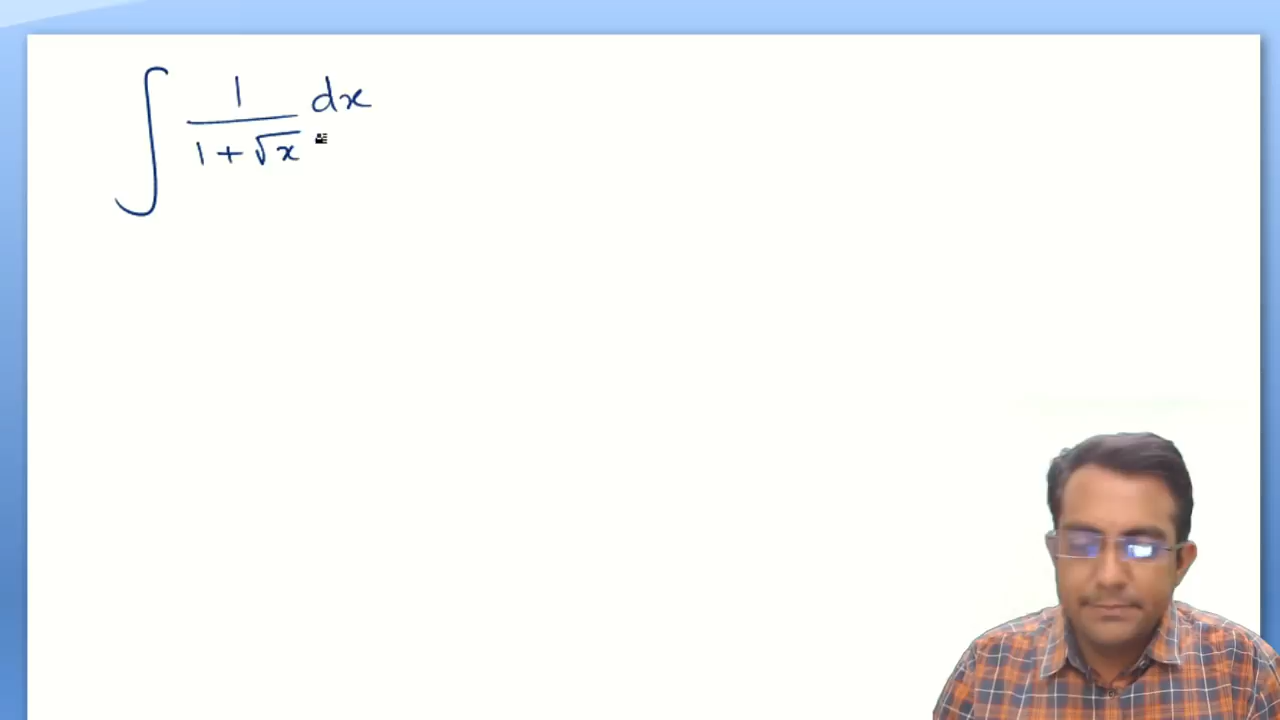 ∫ 1/(1+√x) dx